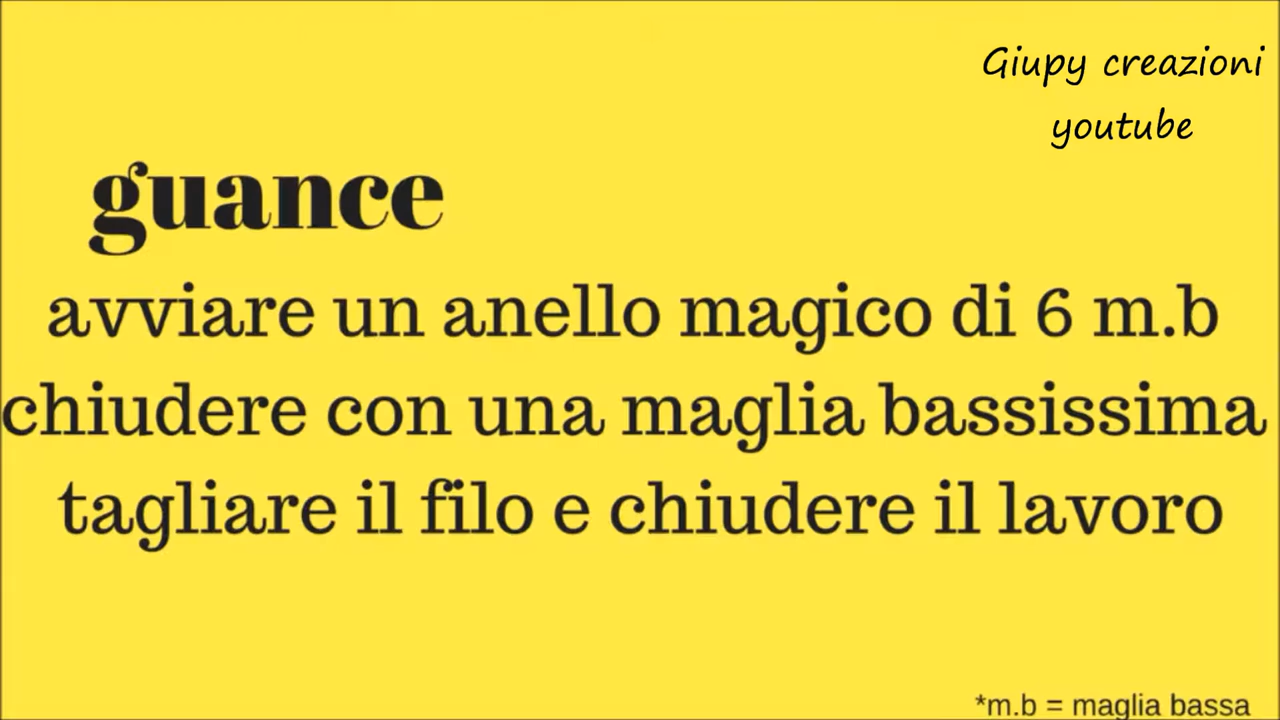 Giupy creazioni
youtube
guance
avviare un anello magico di 6 m.b
chiudere con una maglia bassissima
tagliare il filo e chiudere il lavoro
*m.b = maglia bassa